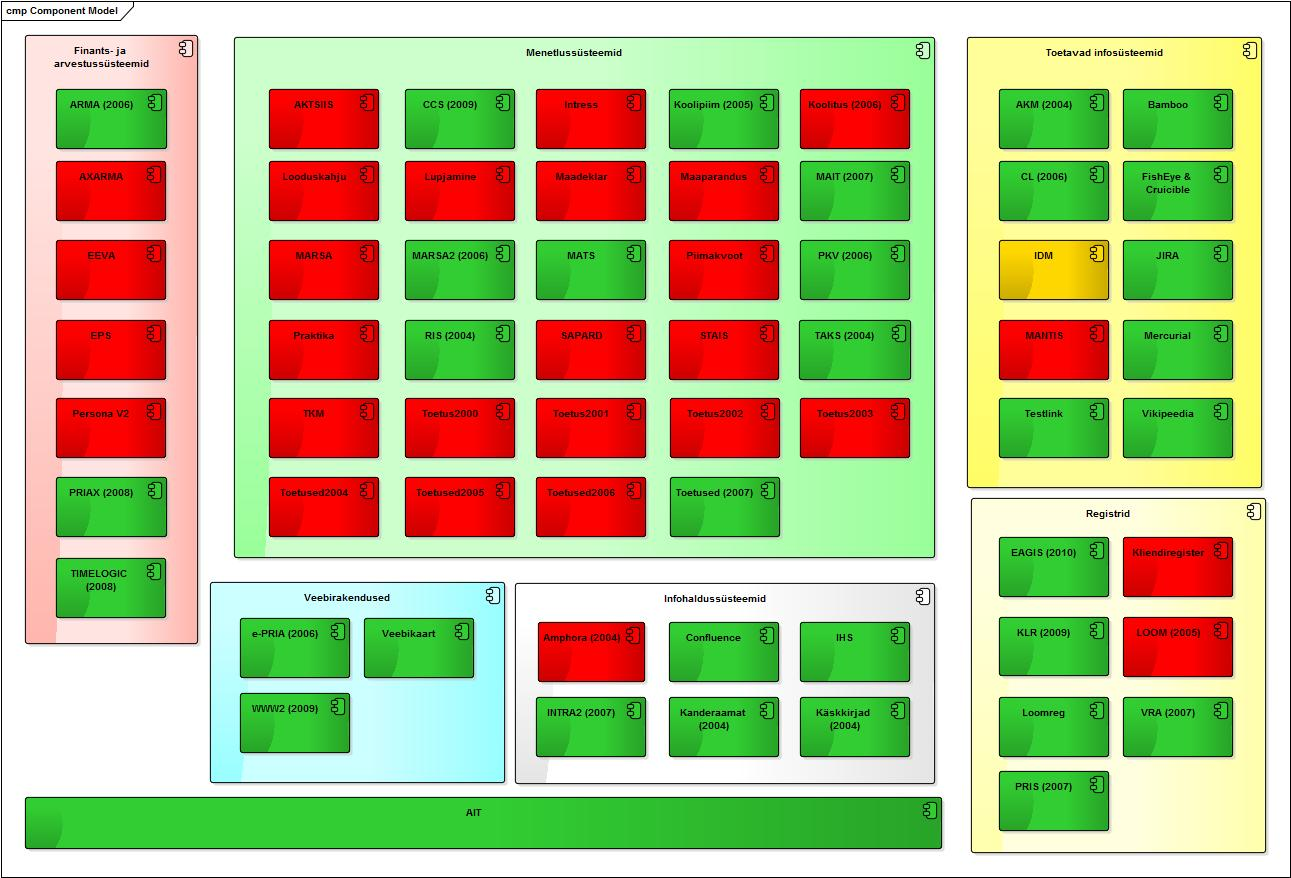 cmp Component Model
Finants- ja
arvestussüsteemid
ARMA (2006)
AXARMA
EEVA
EPS
Persona V2
PRIAX (2008)
TIMELOGIC
(2008)
Menetlussüsteemid
AKTSIIS
CCS (2009)
Intress
Koolipiim (2005)
Koolitus (2006)
Looduskahju
Lupjamine
Maadeklar
Maaparandus
MAIT (2007)
MARSA
MARSA2 (2006)
MATS
Piimakvoot
PKV (2006)
Praktika
RIS (2004)
SAPARD
STAIS
TAKS (2004)
TKM
Toetus2000
Toetus2001
Toetus2002
Toetus2003
Toetused2004
Toetused2005
Toetused2006
Toetused (2007)
Toetavad infosüsteemid
AKM (2004)
Bamboo
CL (2006)
FishEye &
Cruicible
IDM
JIRA
MANTIS
Mercurial
Testlink
Vikipeedia
Veebirakendused
e-PRIA (2006)
Veebikaart
WWW2 (2009)
Infohaldussüsteemid
Amphora (2004)
Confluence
IHS
INTRA2 (2007)
Kanderaamat
(2004)
Käskkirjad
(2004)
Registrid
EAGIS (2010)
Kliendiregister
KLR (2009)
LOOM (2005)
Loomreg
VRA (2007)
PRIS (2007)
AIT